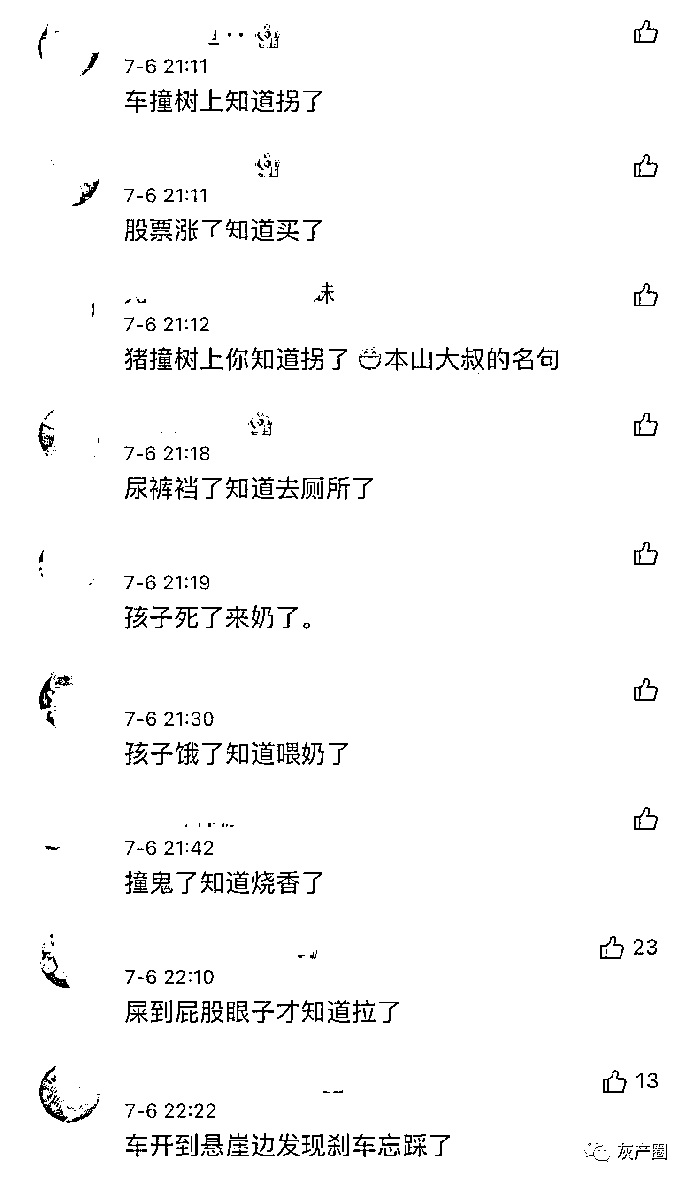 7-6 21:11
车撞树上知道拐了
7-6 21:11
股票涨了知道买了
妹
7-6 21:12
猪撞树上你知道拐了 😁本山大叔的名句
7-6 21:18
尿裤裆了知道去厕所了
7-6 21:19
孩子死了来奶了。
7-6 21:30
孩子饿了知道喂奶了
7-6 21:42
撞鬼了知道烧香了
23
7-6 22:10
屎到屁股眼子才知道拉了
13
7-6 22:22
车开到悬崖边发现刹车忘踩了
灰产圈